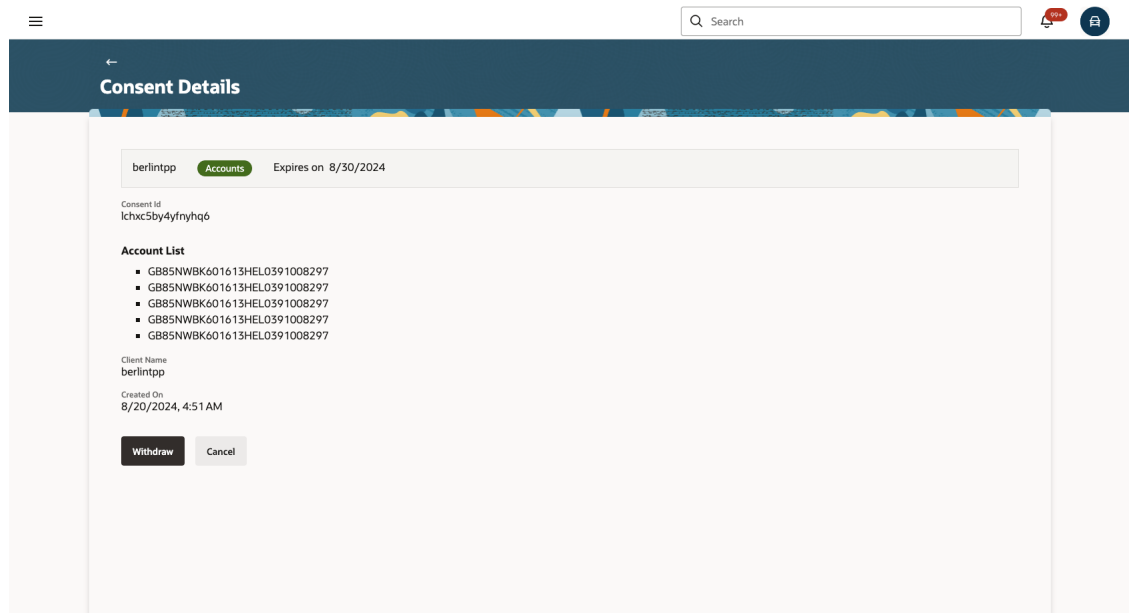 Search
99+
Consent Details
berlintpp Accounts Expires on 8/30/2024
Consent Id
lchxc5by4yfnyhq6
Account List
GB85NWBK601613HEL0391008297
GB85NWBK601613HEL0391008297
GB85NWBK601613HEL0391008297
GB85NWBK601613HEL0391008297
GB85NWBK601613HEL0391008297
Client Name
berlintpp
Created On
8/20/2024, 4:51 AM
Withdraw Cancel